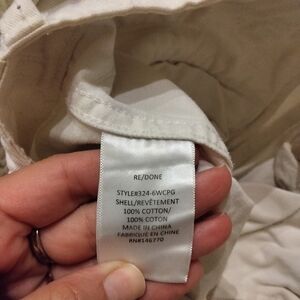 RE/DONE
STYLE#324-6WCPG
SHELL/REVÊTEMENT
100% COTTON/
100% COTON
MADE IN CHINA
FABRIQUÉ EN CHINE
RN#146770